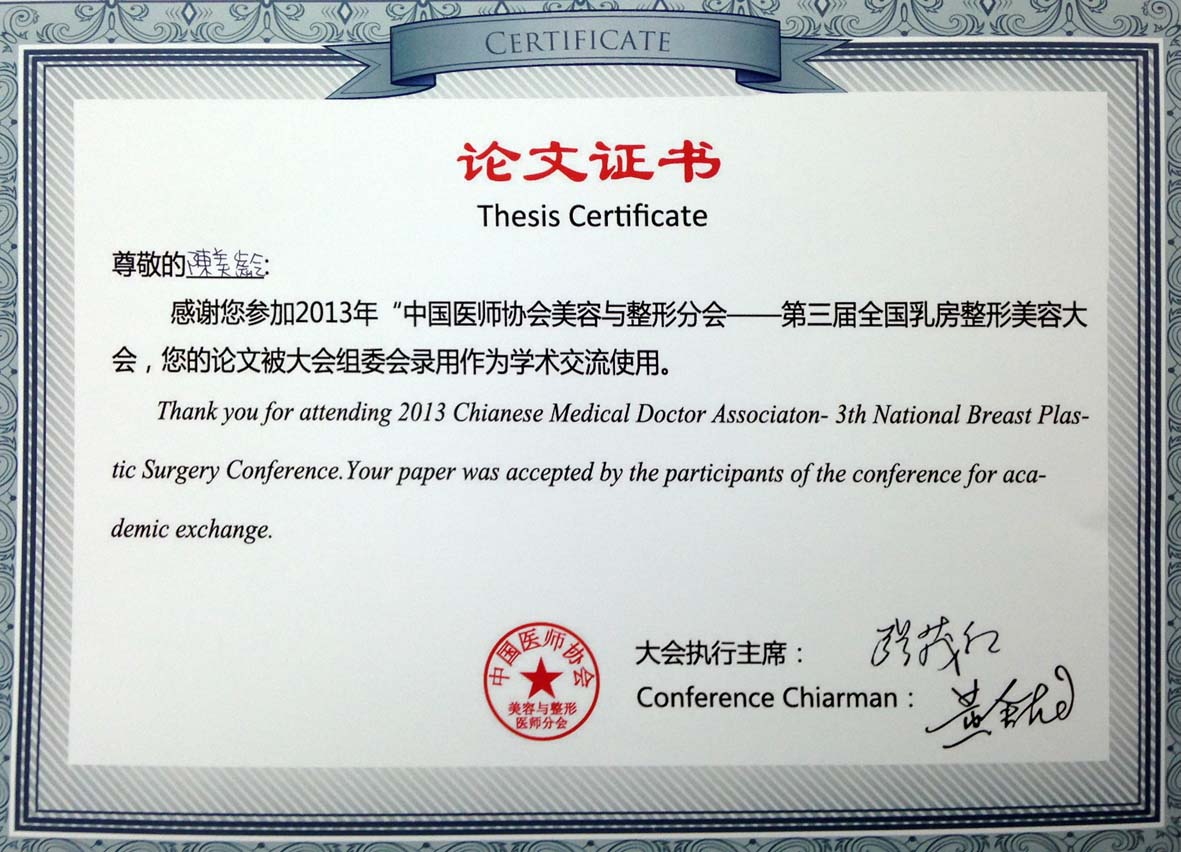 CERTIFICATE
论文证书
Thesis Certificate
尊敬的陳美齡:
感谢您参加2013年“中国医师协会美容与整形分会——第三届全国乳房整形美容大
会，您的论文被大会组委会录用作为学术交流使用。
Thank you for attending 2013 Chianese Medical Doctor Associaton- 3th National Breast Plas-
tic Surgery Conference.Your paper was accepted by the participants of the conference for aca-
demic exchange.
中国医师协会
美容与整形
医师分会
大会执行主席：
Conference Chiarman：